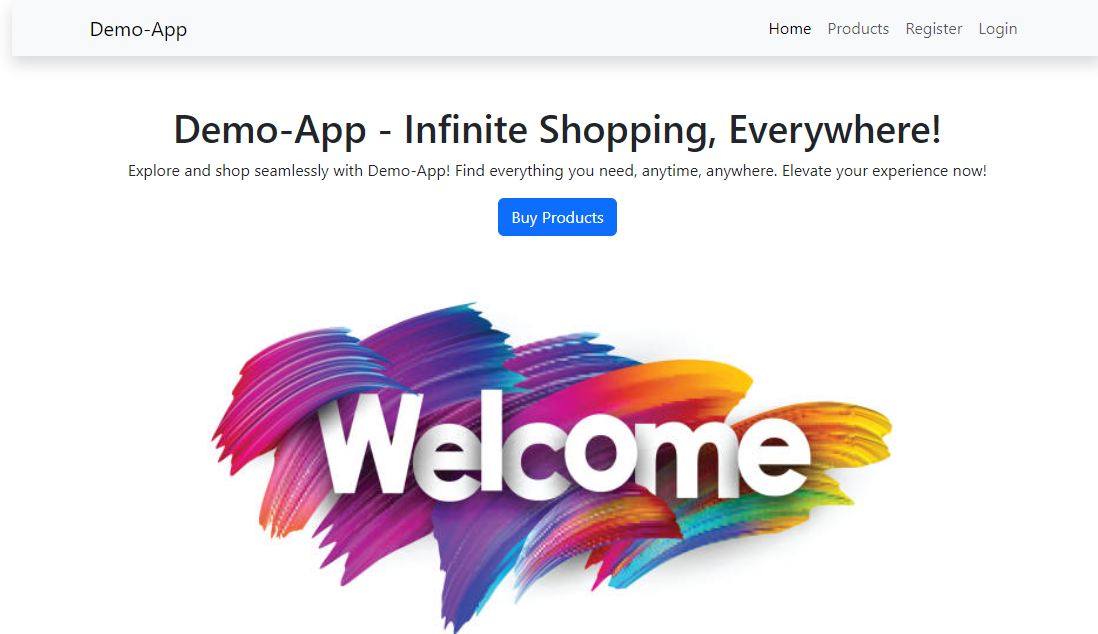 Demo-App Home Products Register Login
Demo-App - Infinite Shopping, Everywhere!
Explore and shop seamlessly with Demo-App! Find everything you need, anytime, anywhere. Elevate your experience now!
Buy Products
Welcome